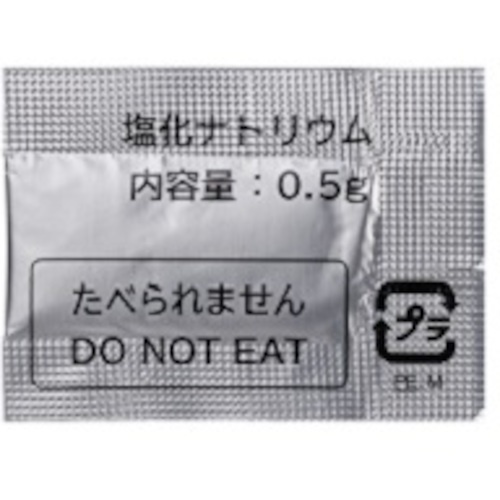 塩化ナトリウム
内容量：0.5g
たべられません
DO NOT EAT
プラ
PE, M